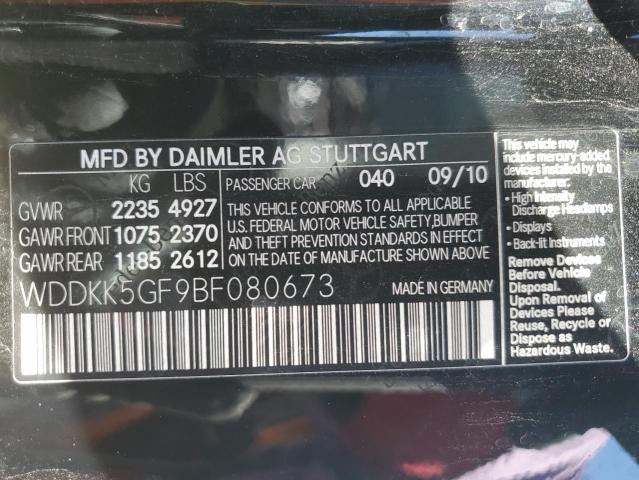 MFD BY DAIMLER AG STUTTGART
KG LBS
GVWR 2235 4927
GAWR FRONT 1075 2370
GAWR REAR 1185 2612
PASSENGER CAR 040 09/10
THIS VEHICLE CONFORMS TO ALL APPLICABLE
U.S. FEDERAL MOTOR VEHICLE SAFETY,BUMPER
AND THEFT PREVENTION STANDARDS IN EFFECT
ON THE DATE OF MANUFACTURE SHOWN ABOVE
WDDKK5GF9BF080673
MADE IN GERMANY
This vehicle may
include mercury-added
devices installed by the
manufacturer:
• High Intensity
Discharge Headlamps
• Displays
• Back-lit Instruments
Remove Devices
Before Vehicle
Disposal.
Upon Removal of
Devices Please
Reuse, Recycle or
Dispose as
Hazardous Waste.